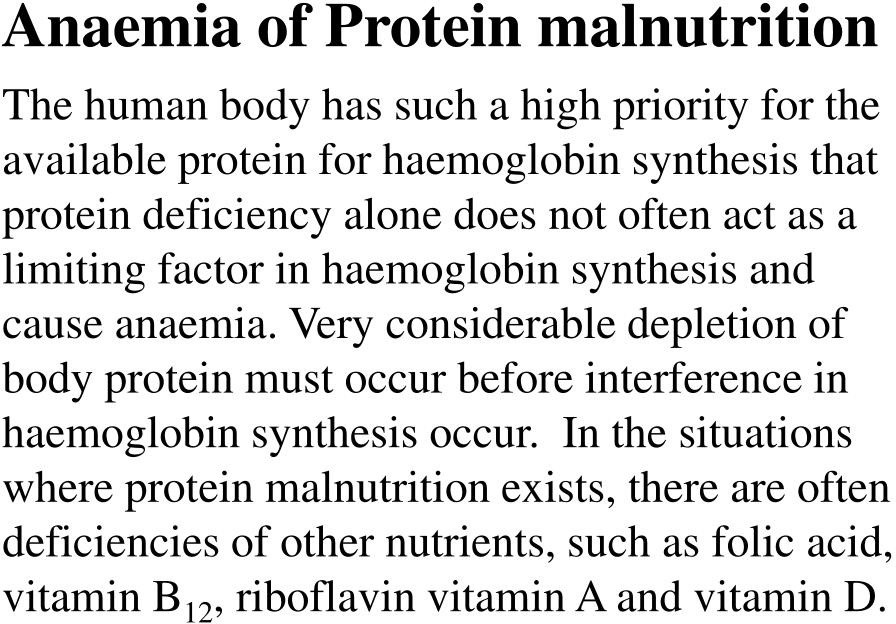 Anaemia of Protein malnutrition
The human body has such a high priority for the
available protein for haemoglobin synthesis that
protein deficiency alone does not often act as a
limiting factor in haemoglobin synthesis and
cause anaemia. Very considerable depletion of
body protein must occur before interference in
haemoglobin synthesis occur.  In the situations
where protein malnutrition exists, there are often
deficiencies of other nutrients, such as folic acid,
vitamin B₁₂, riboflavin vitamin A and vitamin D.